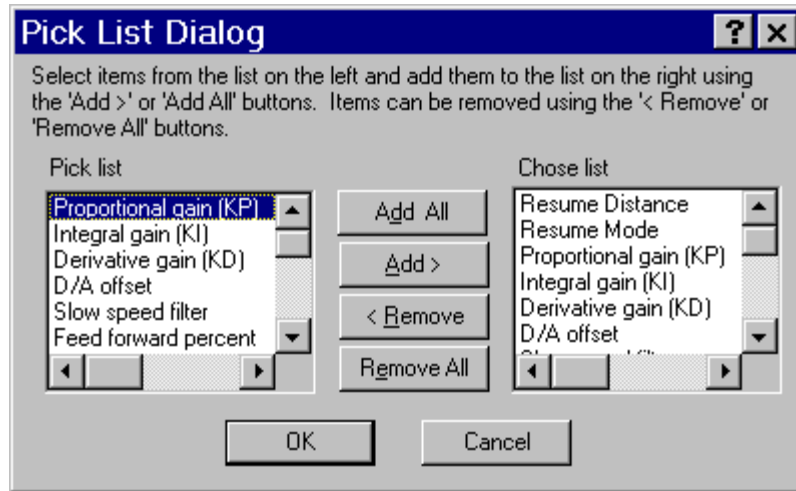 Pick List Dialog
Select items from the list on the left and add them to the list on the right using
the 'Add >' or 'Add All' buttons. Items can be removed using the '< Remove' or
'Remove All' buttons.
Pick list
Proportional gain (KP)
Integral gain (KI)
Derivative gain (KD)
D/A offset
Slow speed filter
Feed forward percent
Add All
Add >
< Remove
Remove All
Chose list
Resume Distance
Resume Mode
Proportional gain (KP)
Integral gain (KI)
Derivative gain (KD)
D/A offset
OK
Cancel